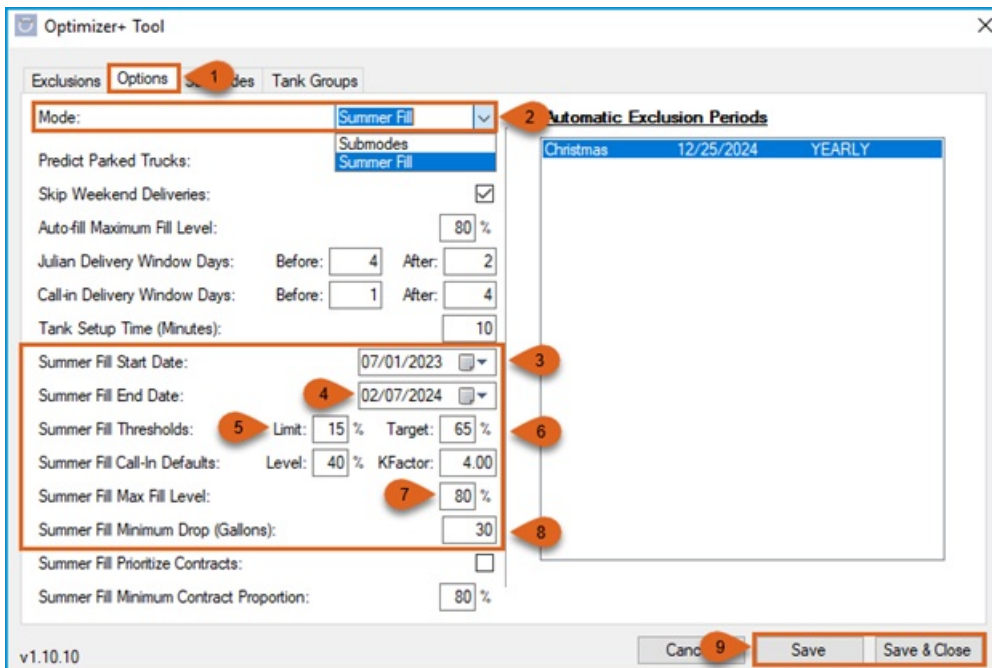 Optimizer+ Tool
Exclusions Options 1 des Tank Groups
Mode: Summer Fill 2
Submodes
Summer Fill
Predict Parked Trucks:
Skip Weekend Deliveries:
Auto-fill Maximum Fill Level: 80 %
Julian Delivery Window Days: Before: 4 After: 2
Call-in Delivery Window Days: Before: 1 After: 4
Tank Setup Time (Minutes): 10
Summer Fill Start Date: 07/01/2023 3
Summer Fill End Date: 4 02/07/2024
Summer Fill Thresholds: 5 Limit: 15 % Target: 65 % 6
Summer Fill Call-In Defaults: Level: 40 % KFactor: 4.00
Summer Fill Max Fill Level: 7 80 %
Summer Fill Minimum Drop (Gallons): 30 8
Summer Fill Prioritize Contracts:
Summer Fill Minimum Contract Proportion: 80 %
Automatic Exclusion Periods
Christmas 12/25/2024 YEARLY
v1.10.10
Canc 9 Save Save & Close